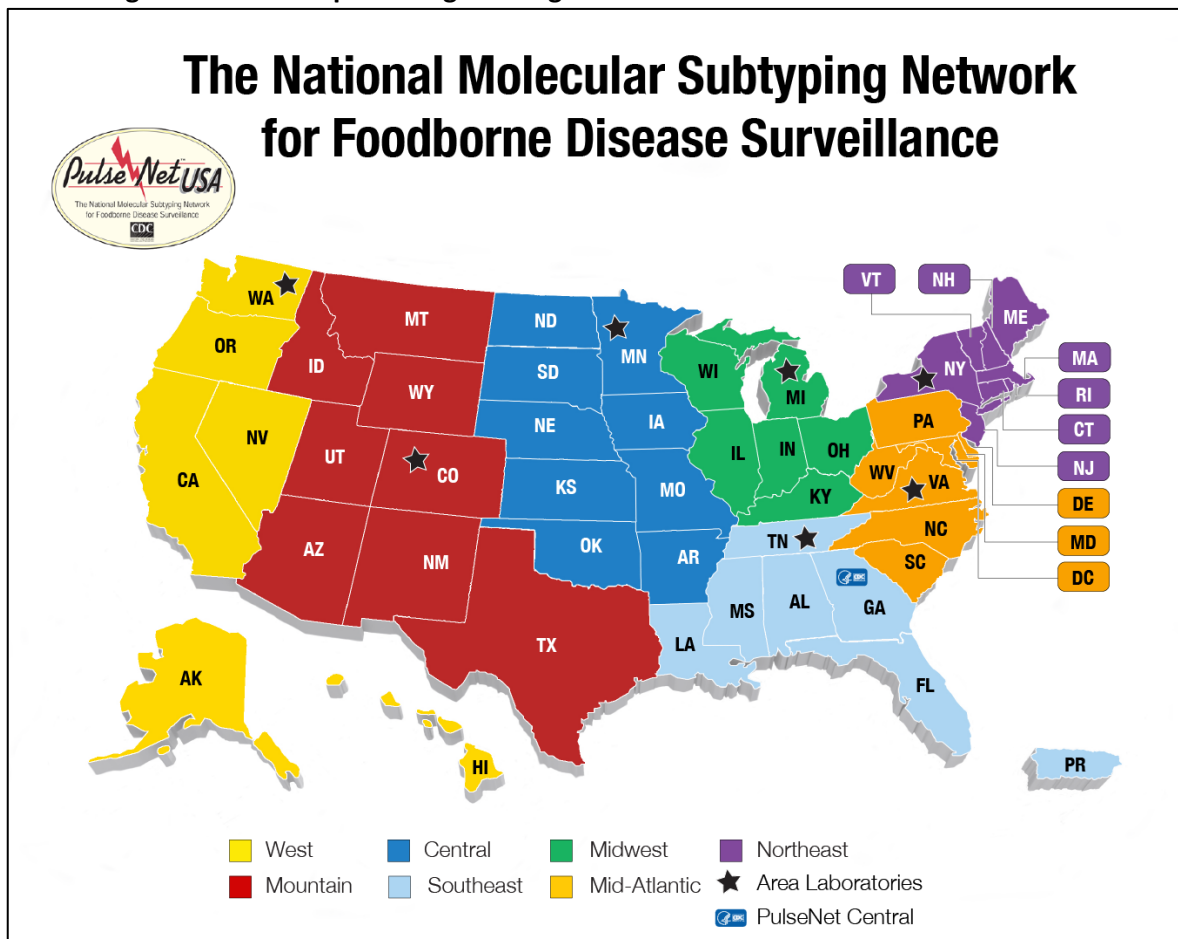 The National Molecular Subtyping Network
for Foodborne Disease Surveillance
PulseNet USA
The National Molecular Subtyping Network
for Foodborne Disease Surveillance
CDC
WA
OR
CA
NV
AK
HI
MT
ID
WY
UT
CO
AZ
NM
TX
ND
SD
NE
KS
OK
MN
IA
MO
AR
WI
MI
IL
IN
OH
KY
TN
MS
AL
GA
LA
FL
PR
PA
WV
VA
NC
SC
NY
ME
VT
NH
MA
RI
CT
NJ
DE
MD
DC
West
Central
Midwest
Northeast
Mountain
Southeast
Mid-Atlantic
Area Laboratories
PulseNet Central